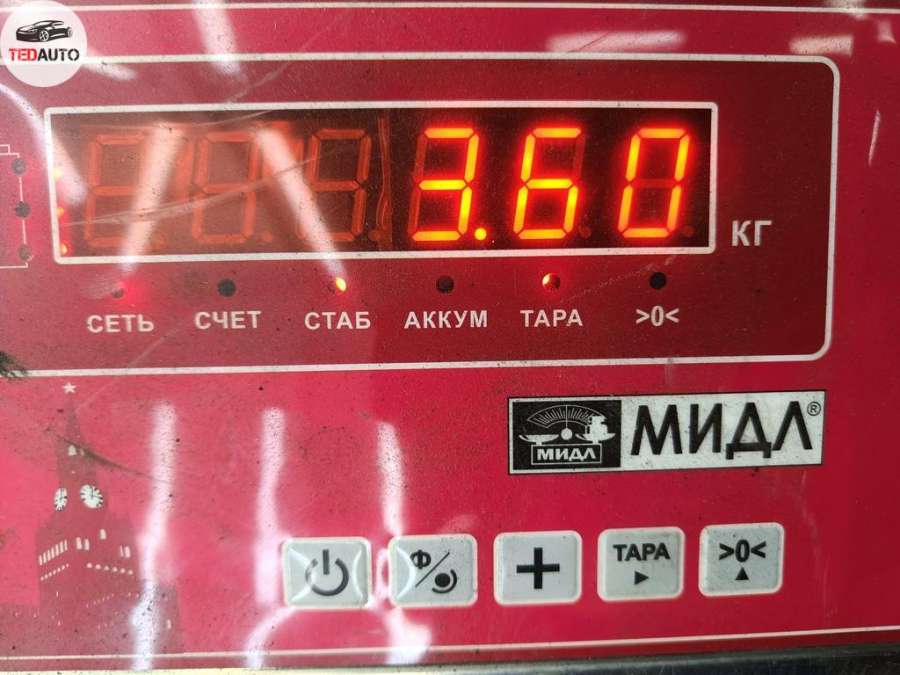 TEDAUTO
3.60
КГ
СЕТЬ СЧЕТ СТАБ АККУМ ТАРА >0<
МИДЛ МИДЛ®
Ф ТАРА >0<